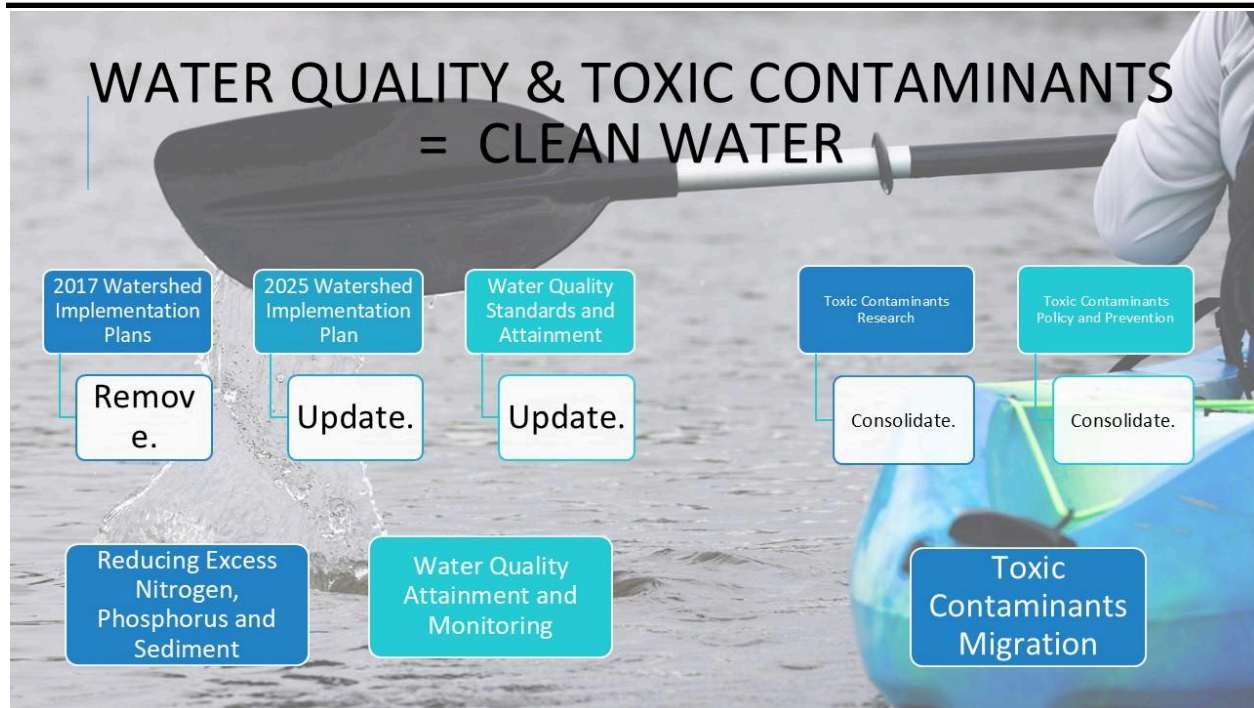 WATER QUALITY & TOXIC CONTAMINANTS
= CLEAN WATER
2017 Watershed
Implementation
Plans
Remov
e.
2025 Watershed
Implementation
Plan
Update.
Water Quality
Standards and
Attainment
Update.
Toxic Contaminants
Research
Consolidate.
Toxic Contaminants
Policy and Prevention
Consolidate.
Reducing Excess
Nitrogen,
Phosphorus and
Sediment
Water Quality
Attainment and
Monitoring
Toxic
Contaminants
Migration